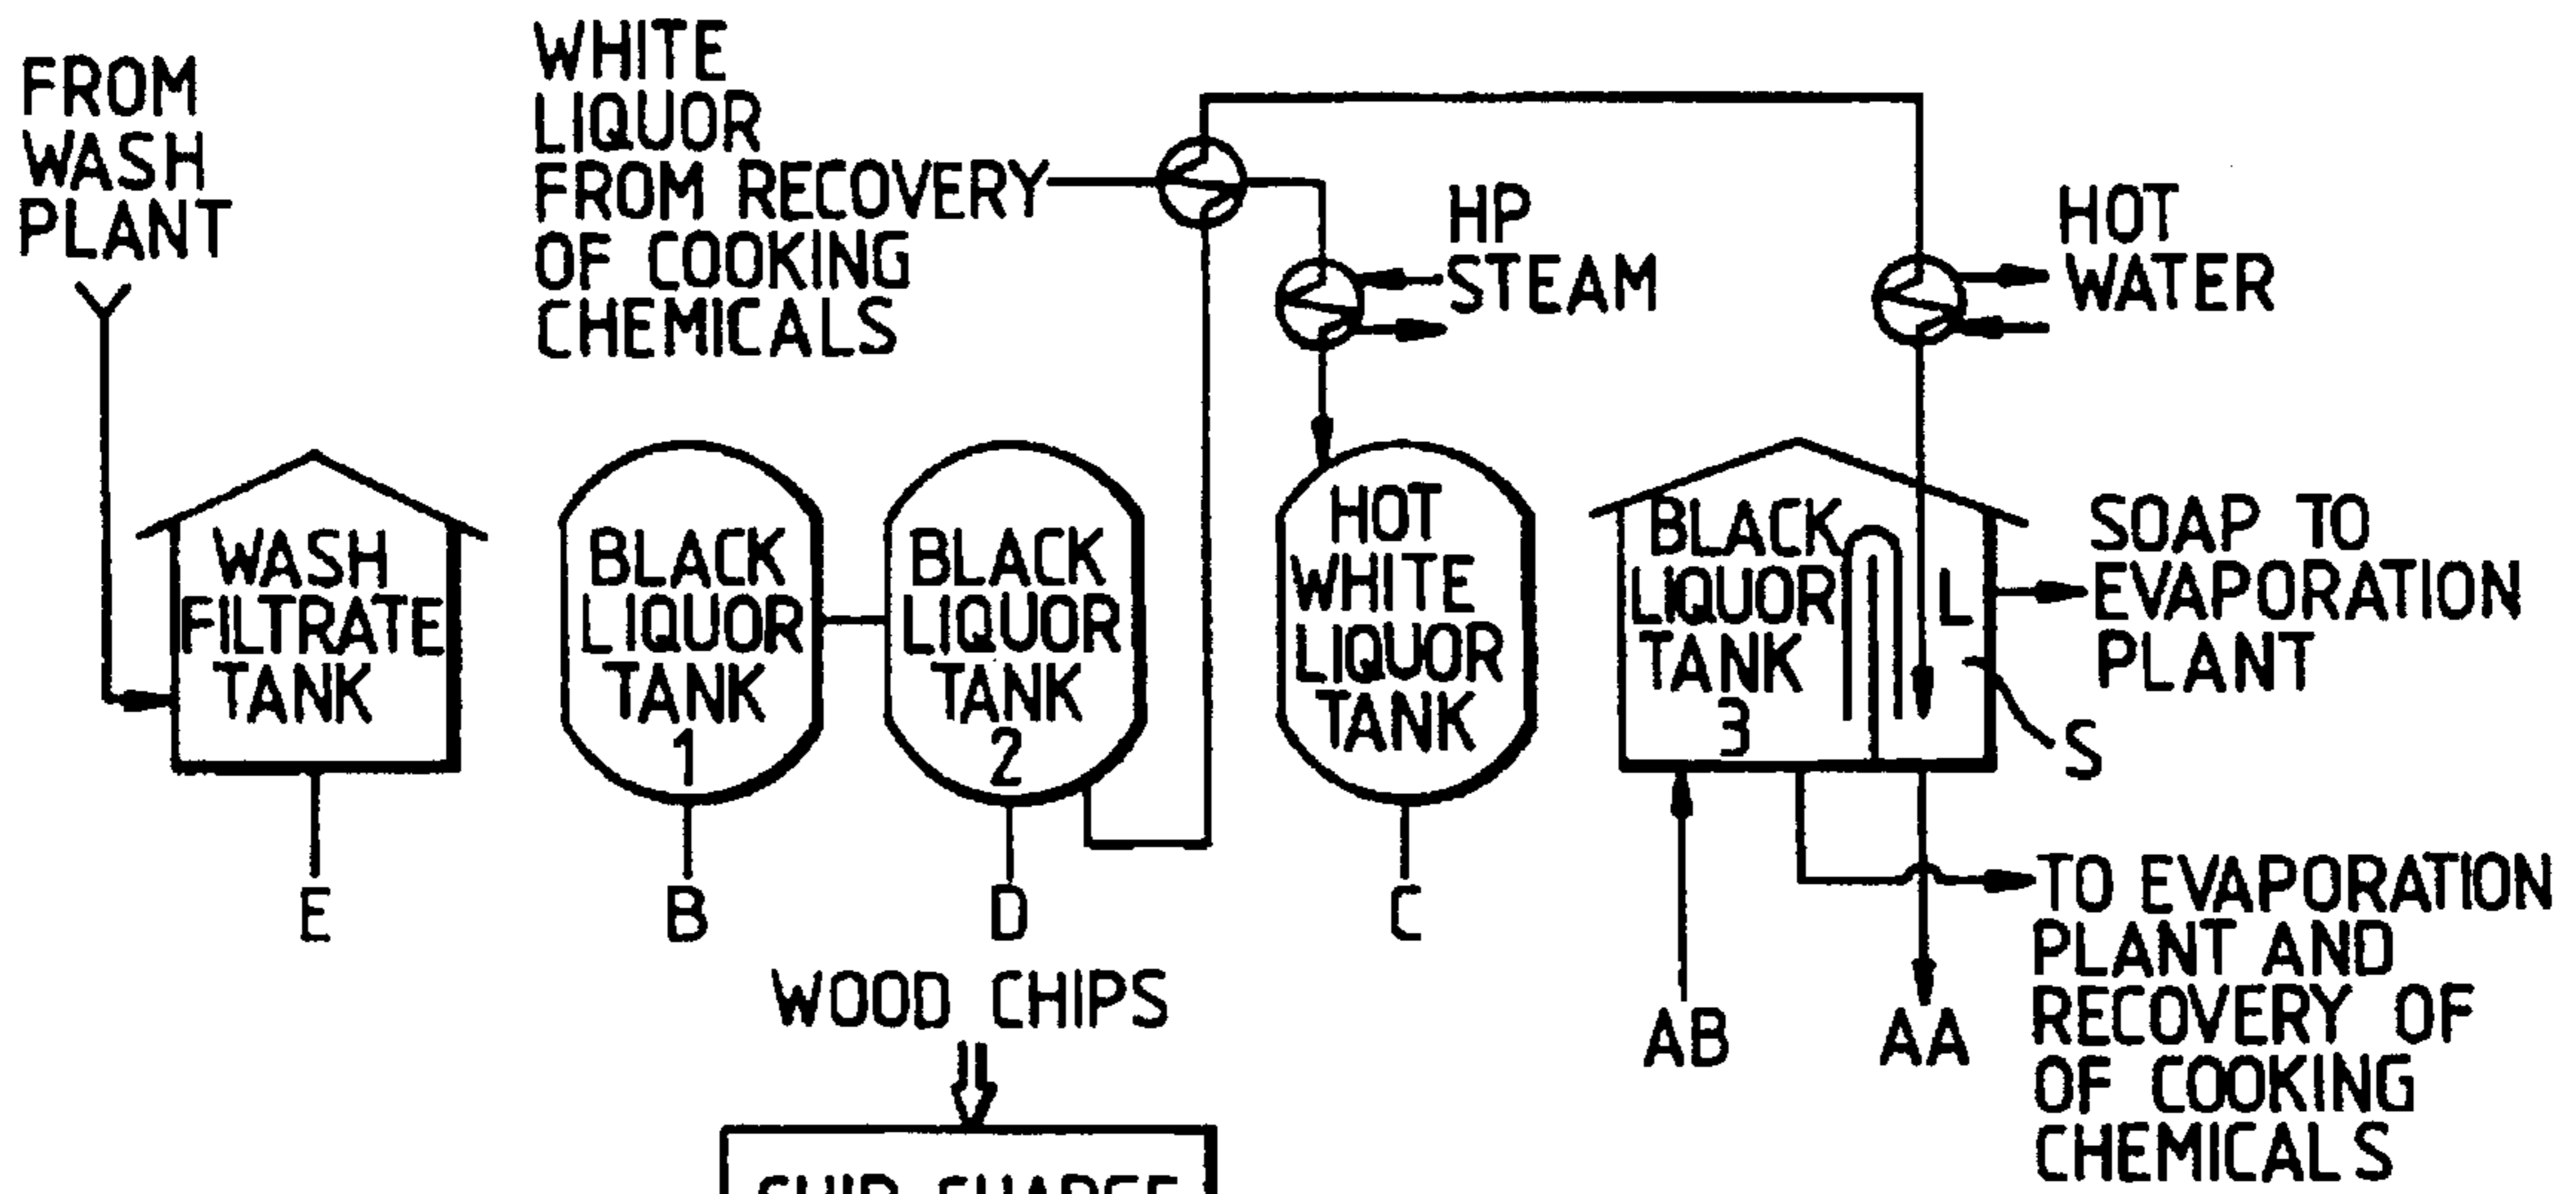 FROM
WASH
PLANT
WHITE
LIQUOR
FROM RECOVERY
OF COOKING
CHEMICALS
HP
STEAM
HOT
WATER
WASH
FILTRATE
TANK
BLACK
LIQUOR
TANK
1
BLACK
LIQUOR
TANK
2
HOT
WHITE
LIQUOR
TANK
BLACK
LIQUOR
TANK
3
L
SOAP TO
EVAPORATION
PLANT
S
E
B
D
C
AB
AA
TO EVAPORATION
PLANT AND
RECOVERY OF
OF COOKING
CHEMICALS
WOOD CHIPS
CHIP CHARGE